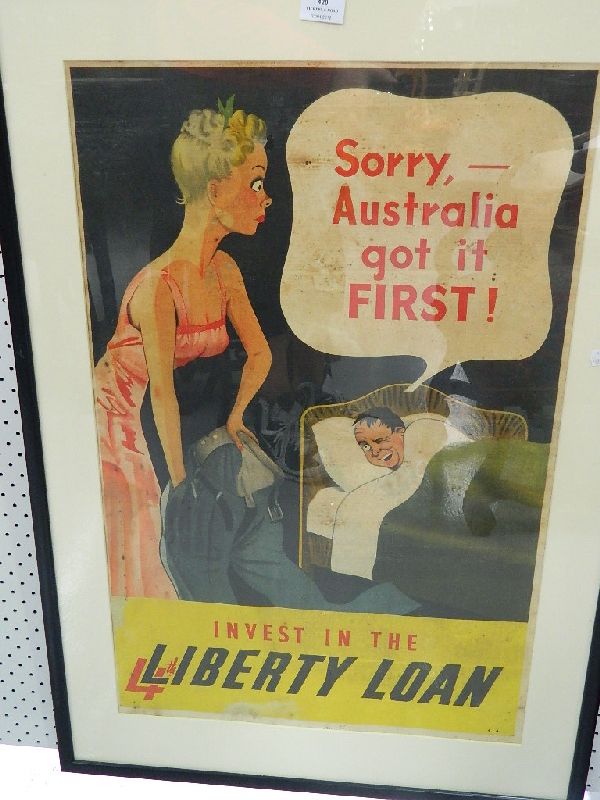 Sorry, —
Australia
got it
FIRST!
INVEST IN THE
4th LIBERTY LOAN